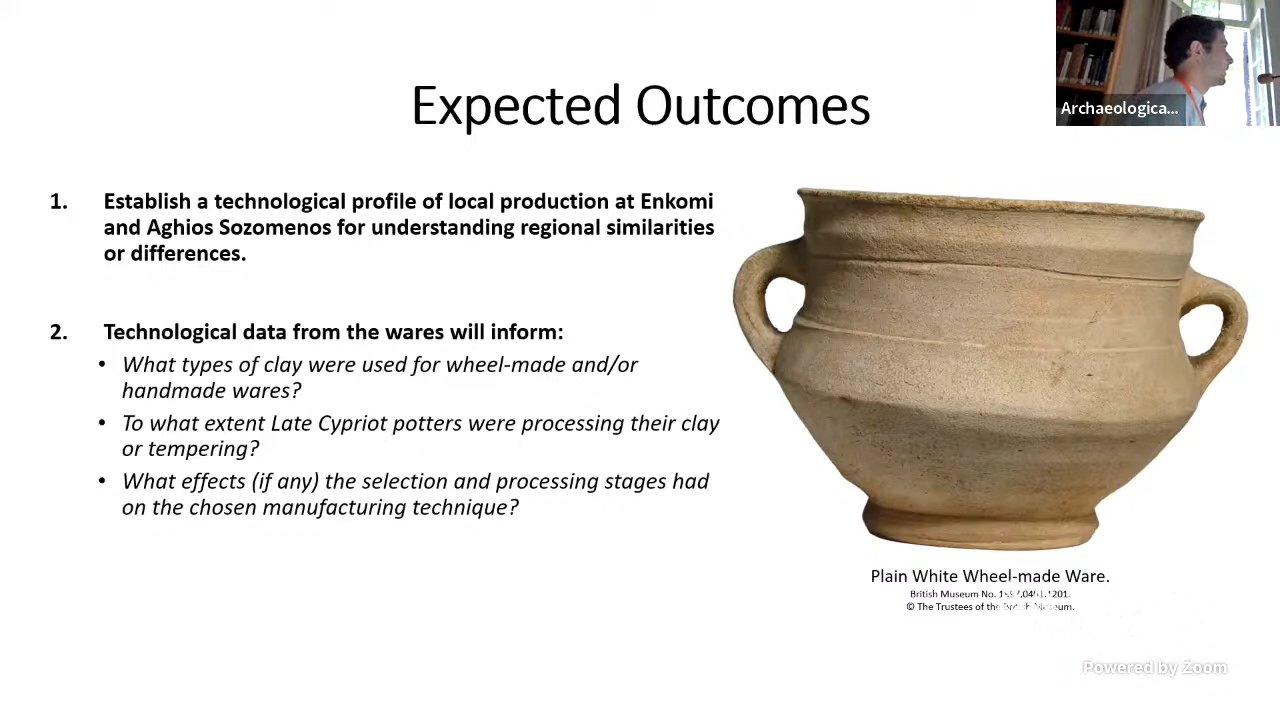 Archaeologica...
Expected Outcomes
1. Establish a technological profile of local production at Enkomi
and Aghios Sozomenos for understanding regional similarities
or differences.
2. Technological data from the wares will inform:
• What types of clay were used for wheel-made and/or
handmade wares?
• To what extent Late Cypriot potters were processing their clay
or tempering?
• What effects (if any) the selection and processing stages had
on the chosen manufacturing technique?
Plain White Wheel-made Ware.
British Museum No.
© The Trustees of the British Museum.
Powered by Zoom